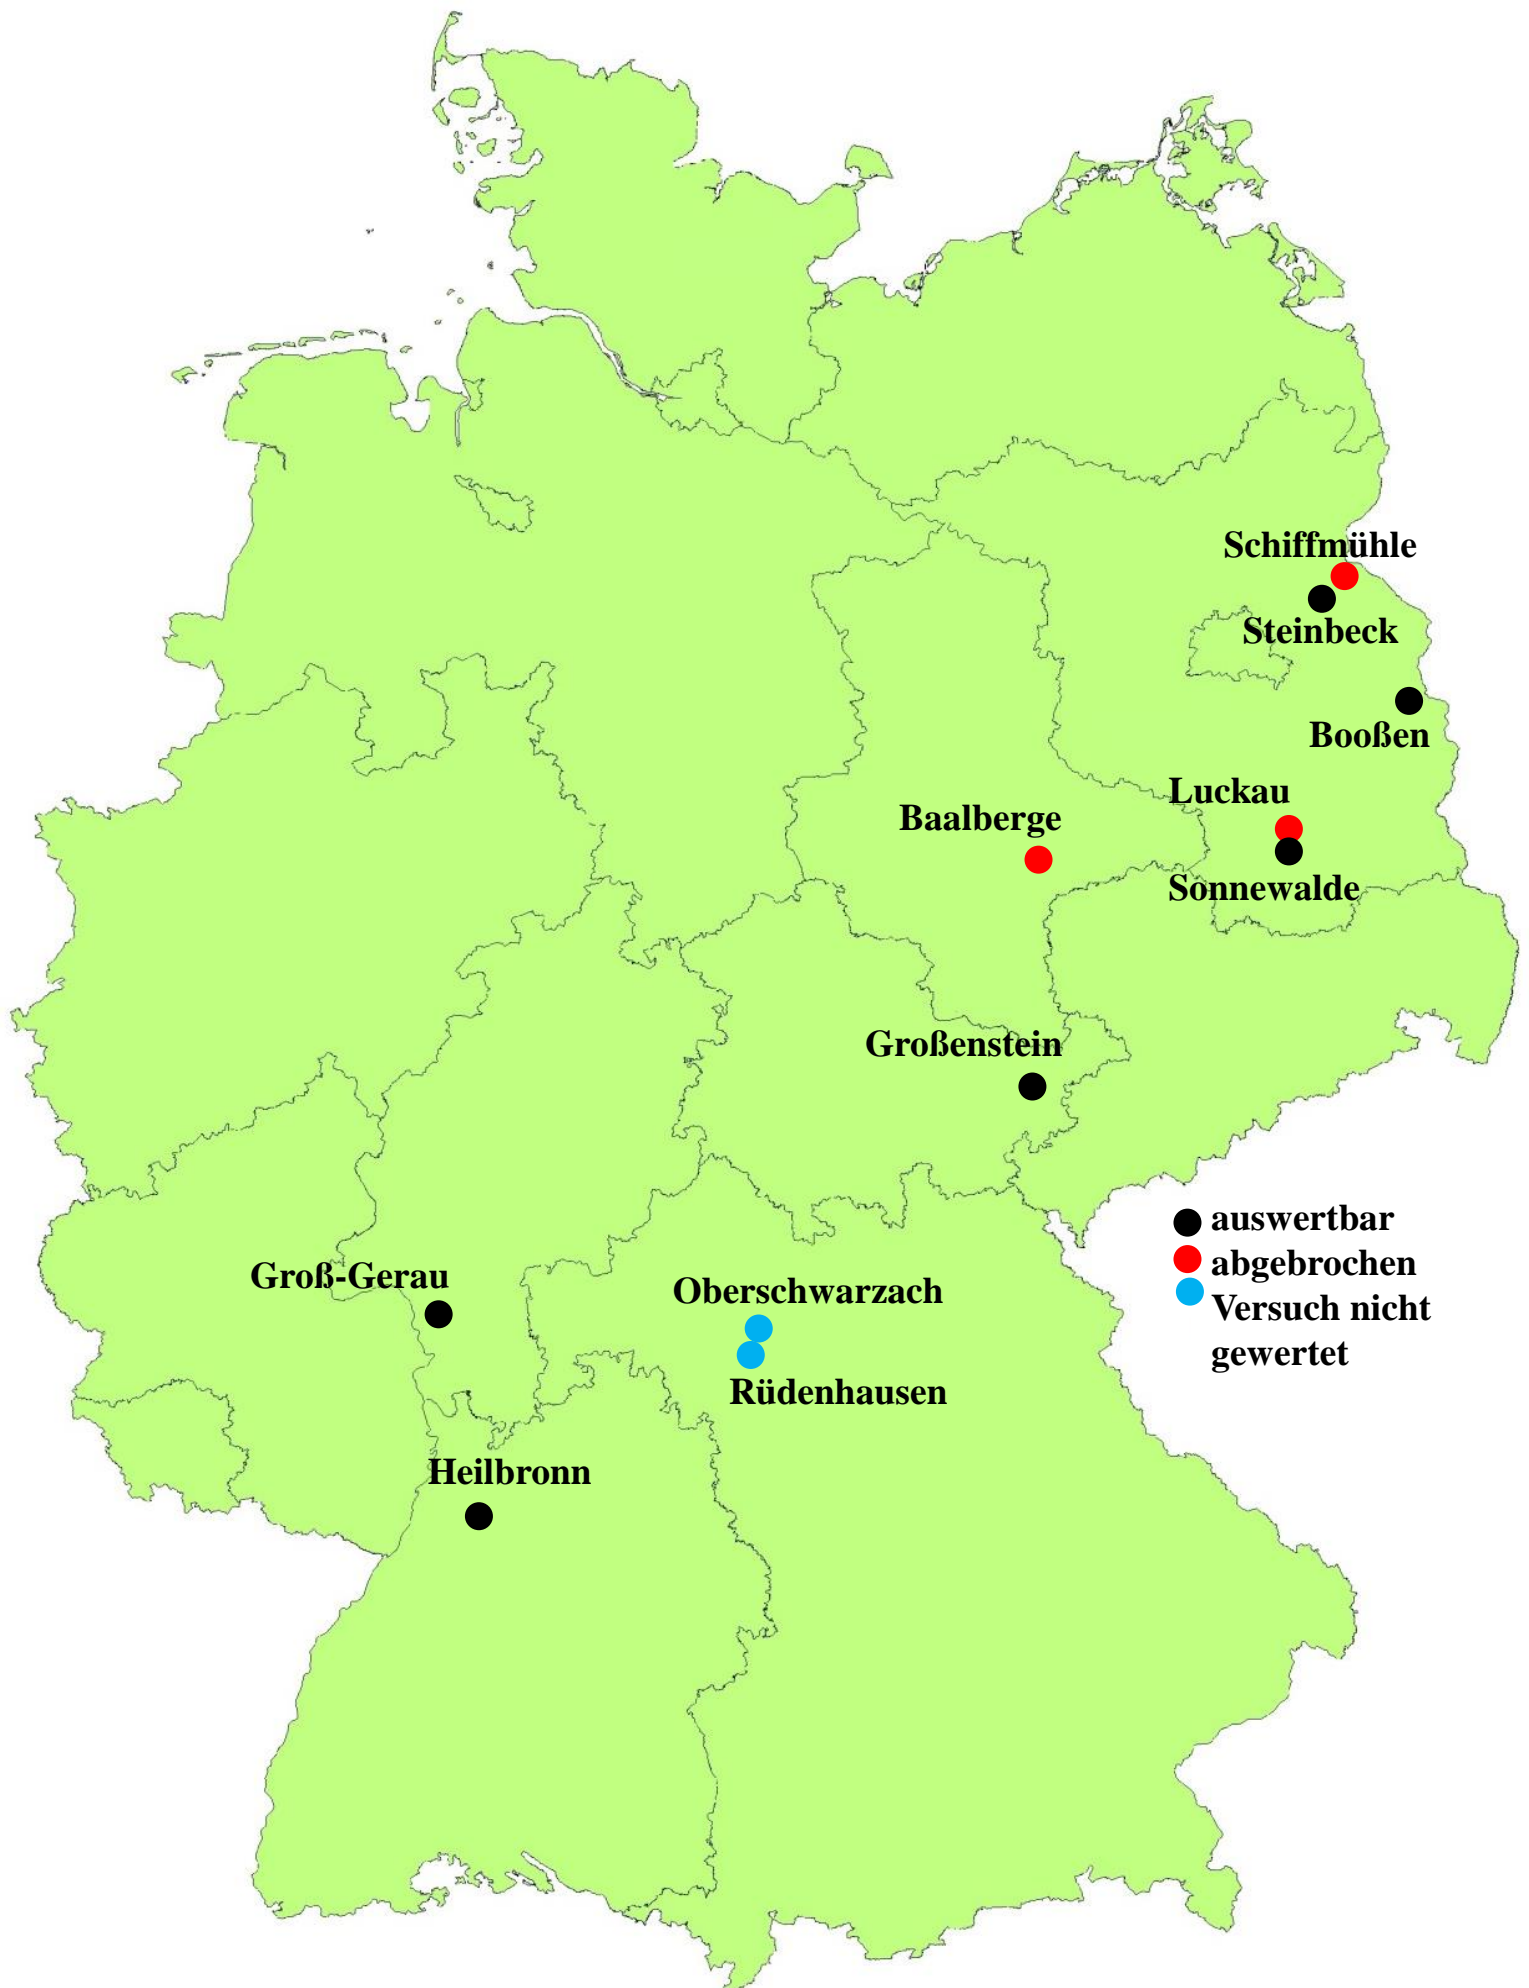 Schiffmühle
Steinbeck
Booßen
Luckau
Baalberge
Sonnewalde
Großenstein
auswertbar
abgebrochen
Groß-Gerau
Oberschwarzach
Versuch nicht
gewertet
Rüdenhausen
Heilbronn